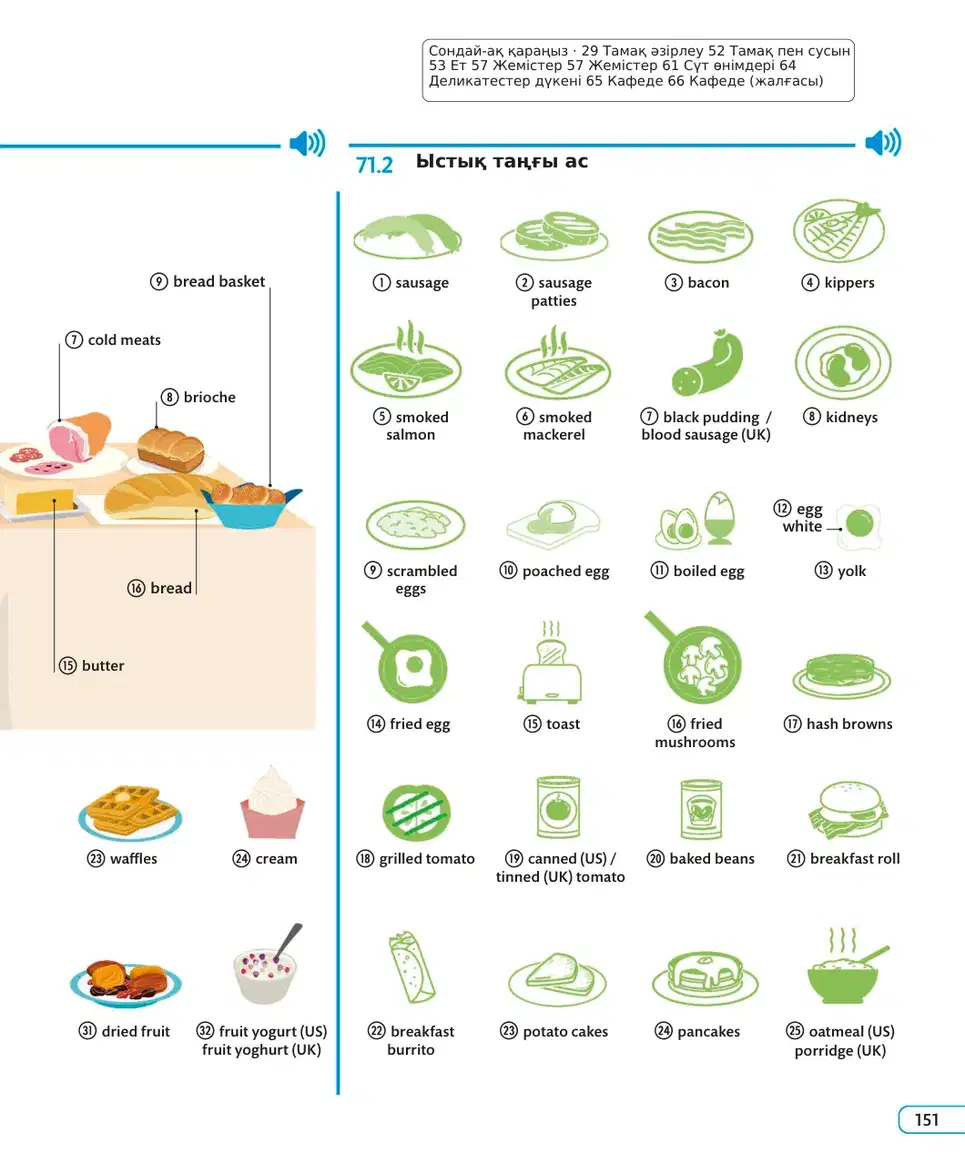 Сондай-ақ қараңыз · 29 Тамақ әзірлеу 52 Тамақ пен сусын
53 Ет 57 Жемістер 57 Жемістер 61 Сүт өнімдері 64
Деликатестер дүкені 65 Кафеде 66 Кафеде (жалғасы)
⑨ bread basket
⑦ cold meats
⑧ brioche
⑯ bread
⑮ butter
㉓ waffles
㉔ cream
㉛ dried fruit
㉜ fruit yogurt (US)
fruit yoghurt (UK)
71.2 Ыстық таңғы ас
① sausage
② sausage
patties
③ bacon
④ kippers
⑤ smoked
salmon
⑥ smoked
mackerel
⑦ black pudding /
blood sausage (UK)
⑧ kidneys
⑨ scrambled
eggs
⑩ poached egg
⑪ boiled egg
⑫ egg
white
⑬ yolk
⑭ fried egg
⑮ toast
⑯ fried
mushrooms
⑰ hash browns
⑱ grilled tomato
⑲ canned (US) /
tinned (UK) tomato
⑳ baked beans
㉑ breakfast roll
㉒ breakfast
burrito
㉓ potato cakes
㉔ pancakes
㉕ oatmeal (US)
porridge (UK)
151